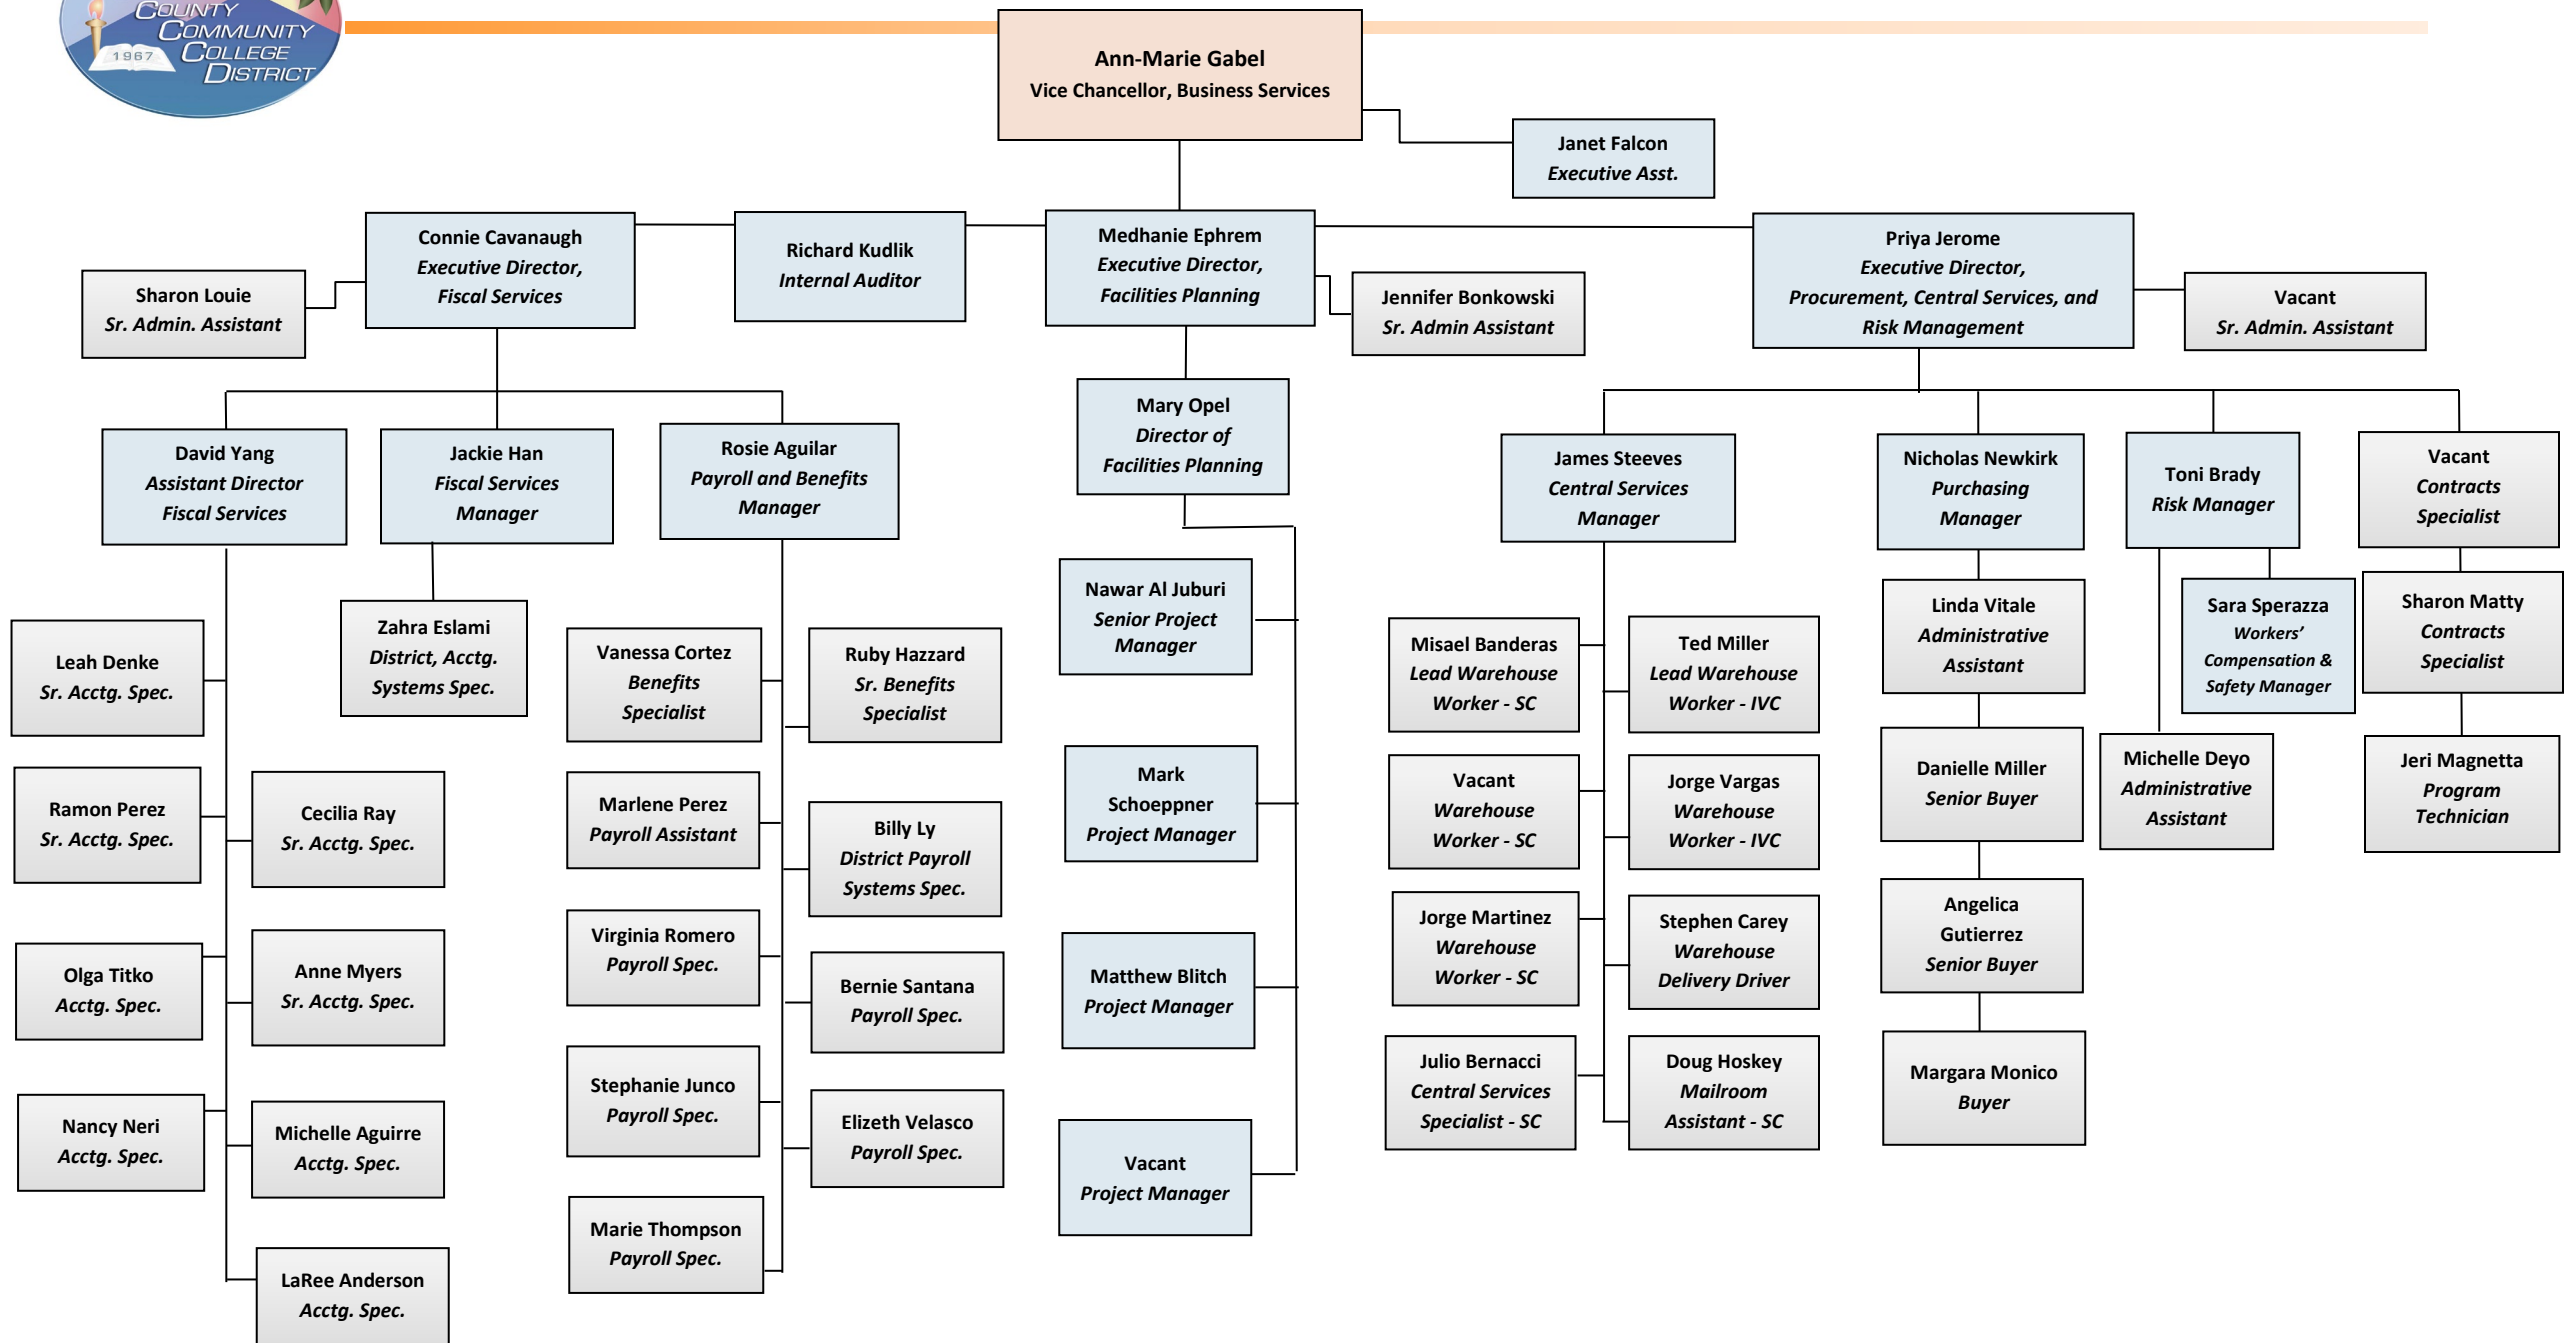 COUNTY
COMMUNITY
COLLEGE
DISTRICT
1967
Ann-Marie Gabel
Vice Chancellor, Business Services
Janet Falcon
Executive Asst.
Connie Cavanaugh
Executive Director,
Fiscal Services
Richard Kudlik
Internal Auditor
Medhanie Ephrem
Executive Director,
Facilities Planning
Priya Jerome
Executive Director,
Procurement, Central Services, and
Risk Management
Sharon Louie
Sr. Admin. Assistant
Jennifer Bonkowski
Sr. Admin Assistant
Vacant
Sr. Admin. Assistant
Mary Opel
Director of
Facilities Planning
David Yang
Assistant Director
Fiscal Services
Jackie Han
Fiscal Services
Manager
Rosie Aguilar
Payroll and Benefits
Manager
James Steeves
Central Services
Manager
Nicholas Newkirk
Purchasing
Manager
Toni Brady
Risk Manager
Vacant
Contracts
Specialist
Leah Denke
Sr. Acctg. Spec.
Zahra Eslami
District, Acctg.
Systems Spec.
Vanessa Cortez
Benefits
Specialist
Ruby Hazzard
Sr. Benefits
Specialist
Nawar Al Juburi
Senior Project
Manager
Misael Banderas
Lead Warehouse
Worker - SC
Ted Miller
Lead Warehouse
Worker - IVC
Linda Vitale
Administrative
Assistant
Sara Sperazza
Workers’
Compensation &
Safety Manager
Sharon Matty
Contracts
Specialist
Ramon Perez
Sr. Acctg. Spec.
Cecilia Ray
Sr. Acctg. Spec.
Marlene Perez
Payroll Assistant
Billy Ly
District Payroll
Systems Spec.
Mark
Schoeppner
Project Manager
Vacant
Warehouse
Worker - SC
Jorge Vargas
Warehouse
Worker - IVC
Danielle Miller
Senior Buyer
Michelle Deyo
Administrative
Assistant
Jeri Magnetta
Program
Technician
Olga Titko
Acctg. Spec.
Anne Myers
Sr. Acctg. Spec.
Virginia Romero
Payroll Spec.
Bernie Santana
Payroll Spec.
Matthew Blitch
Project Manager
Jorge Martinez
Warehouse
Worker - SC
Stephen Carey
Warehouse
Delivery Driver
Angelica
Gutierrez
Senior Buyer
Nancy Neri
Acctg. Spec.
Michelle Aguirre
Acctg. Spec.
Stephanie Junco
Payroll Spec.
Elizeth Velasco
Payroll Spec.
Vacant
Project Manager
Julio Bernacci
Central Services
Specialist - SC
Doug Hoskey
Mailroom
Assistant - SC
Margara Monico
Buyer
LaRee Anderson
Acctg. Spec.
Marie Thompson
Payroll Spec.